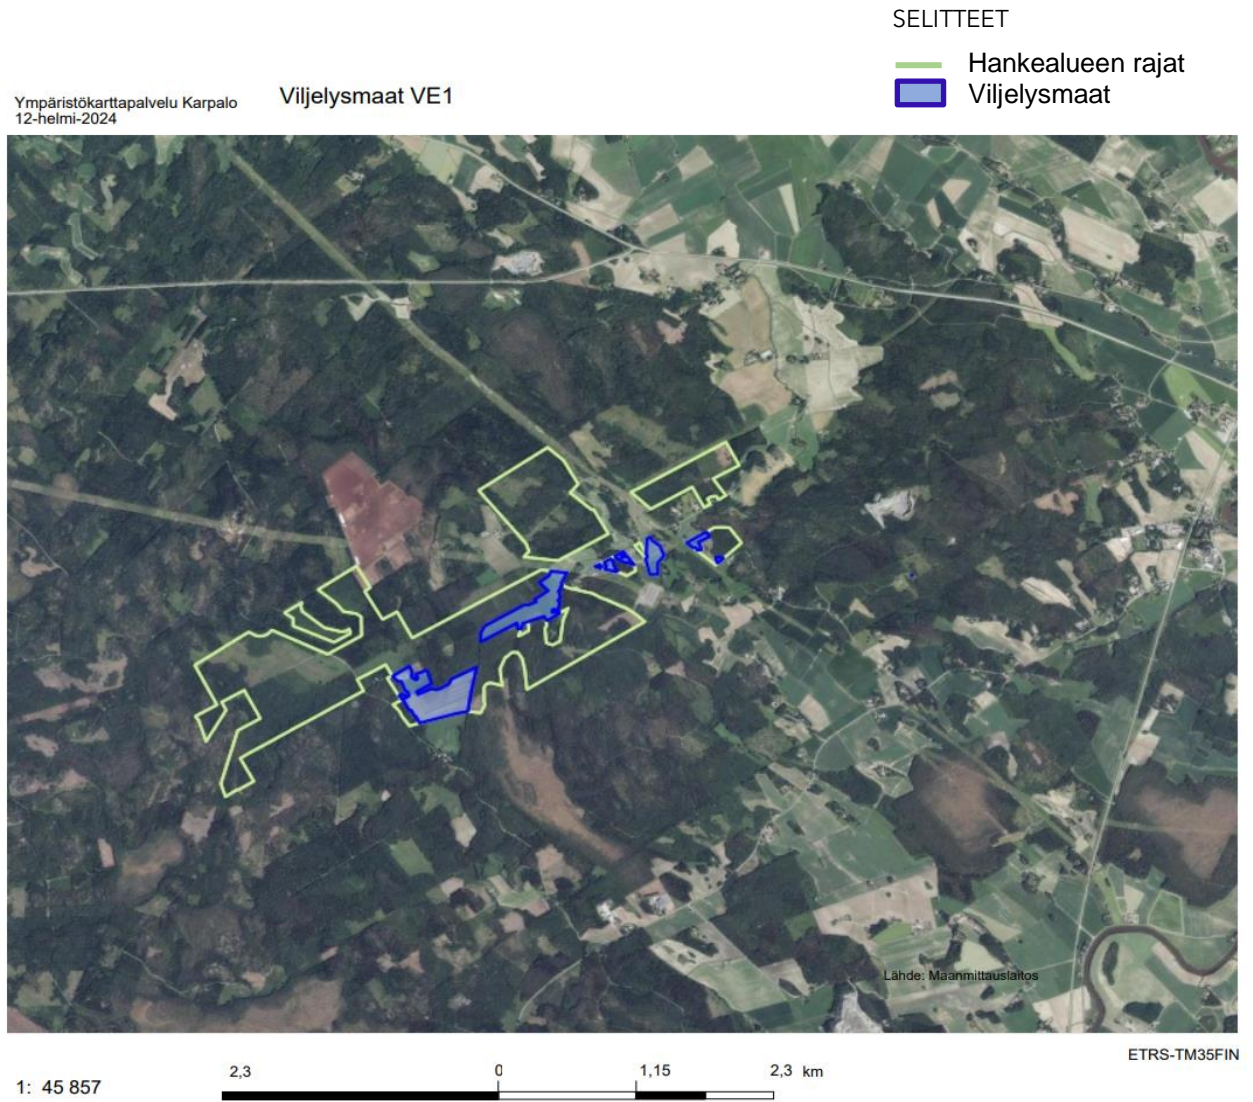 SELITTEET
Hankealueen rajat
Viljelysmaat
Ympäristökarttapalvelu Karpalo
12-helmi-2024
Viljelysmaat VE1
Lähde: Maanmittauslaitos
ETRS-TM35FIN
1: 45 857
2,3 0 1,15 2,3 km